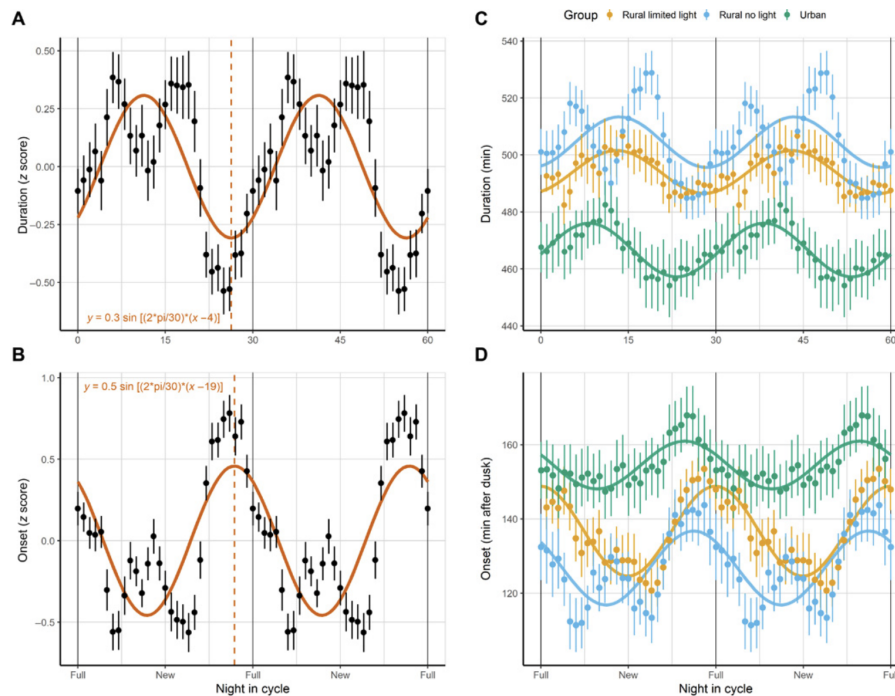 A
C
Group
Rural limited light
Rural no light
Urban
Duration (z score)
0.50
0.25
0.00
−0.25
−0.50
y = 0.3 sin [(2*pi/30)*(x −4)]
0
15
30
45
60
Duration (min)
540
520
500
480
460
440
0
15
30
45
60
B
D
Onset (z score)
1.0
0.5
0.0
−0.5
y = 0.5 sin [(2*pi/30)*(x −19)]
Full
New
Full
New
Full
Night in cycle
Onset (min after dusk)
160
140
120
Full
New
Full
New
Fu
Night in cycle